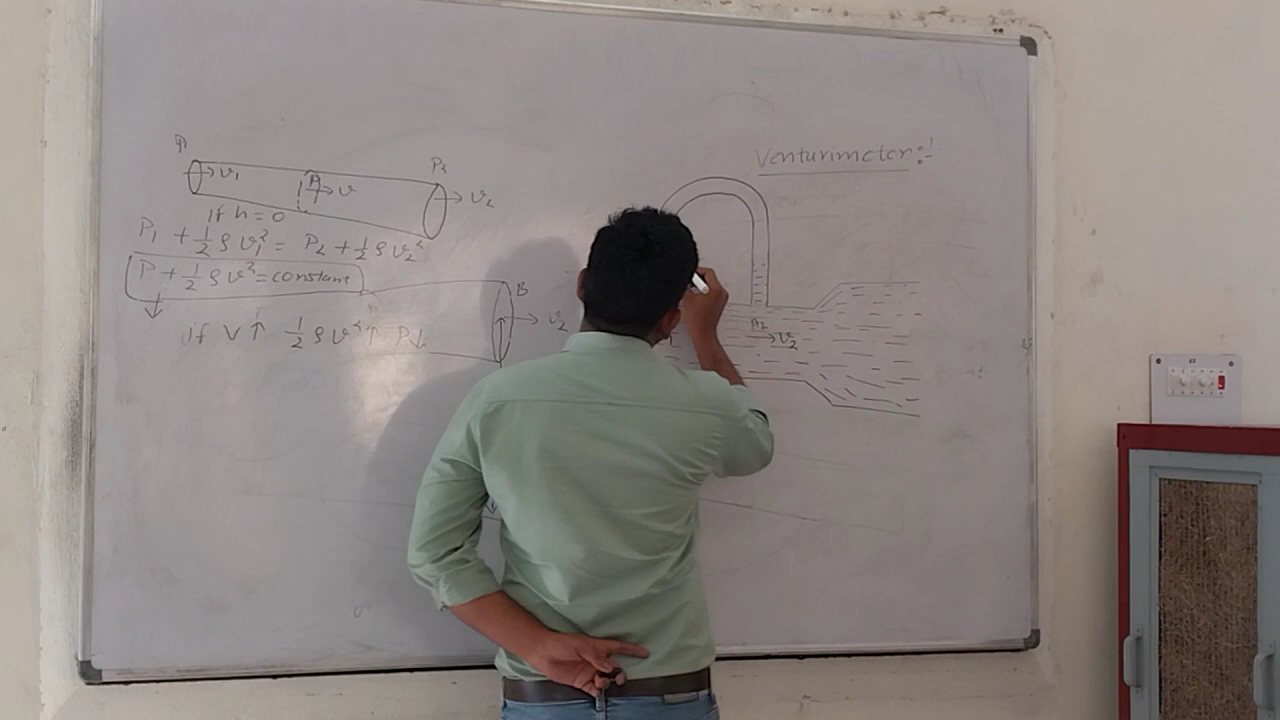 P₁ →v₁ A →v P₂ →v₂
if h = 0
P₁ + ½ ρ v₁² = P₂ + ½ ρ v₂²
P + ½ ρ v² = constant
if V↑ ½ ρ v²↑ P↓
B →v₂
Venturimeter :-
A₂
→v₂